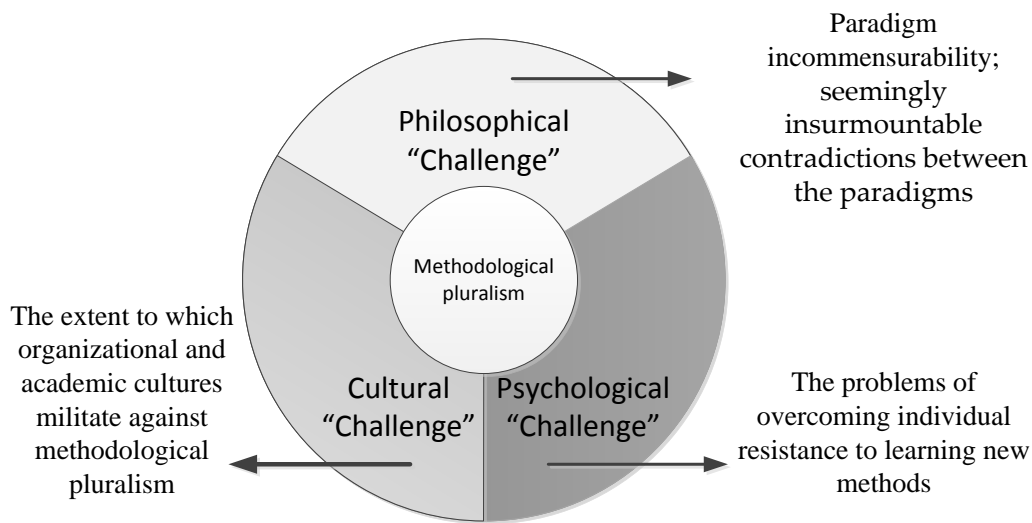 Paradigm
incommensurability;
seemingly
insurmountable
contradictions between
the paradigms
Philosophical
“Challenge”
Methodological
pluralism
The extent to which
organizational and
academic cultures
militate against
methodological
pluralism
Cultural
“Challenge”
Psychological
“Challenge”
The problems of
overcoming individual
resistance to learning new
methods